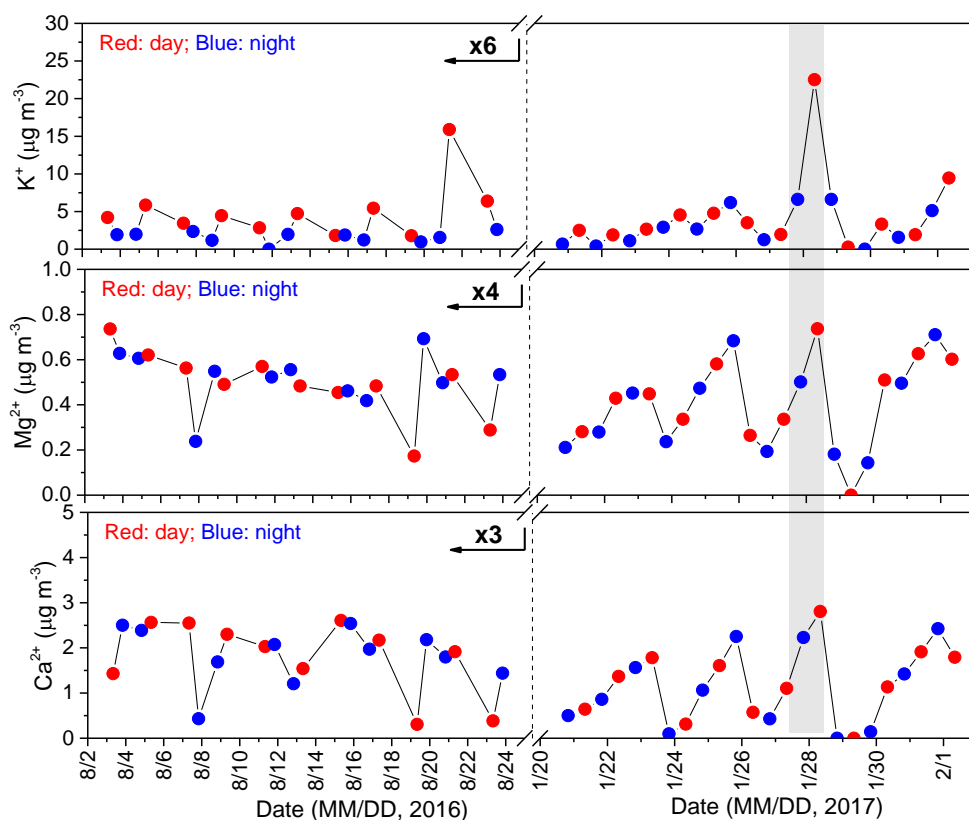 30
25
20
15
10
5
0
K⁺ (μg m⁻³)
Red: day; Blue: night
x6
1.0
0.8
0.6
0.4
0.2
0.0
Mg²⁺ (μg m⁻³)
Red: day; Blue: night
x4
5
4
3
2
1
0
Ca²⁺ (μg m⁻³)
Red: day; Blue: night
x3
8/2 8/4 8/6 8/8 8/10 8/12 8/14 8/16 8/18 8/20 8/22 8/24 1/20 1/22 1/24 1/26 1/28 1/30 2/1
Date (MM/DD, 2016) Date (MM/DD, 2017)